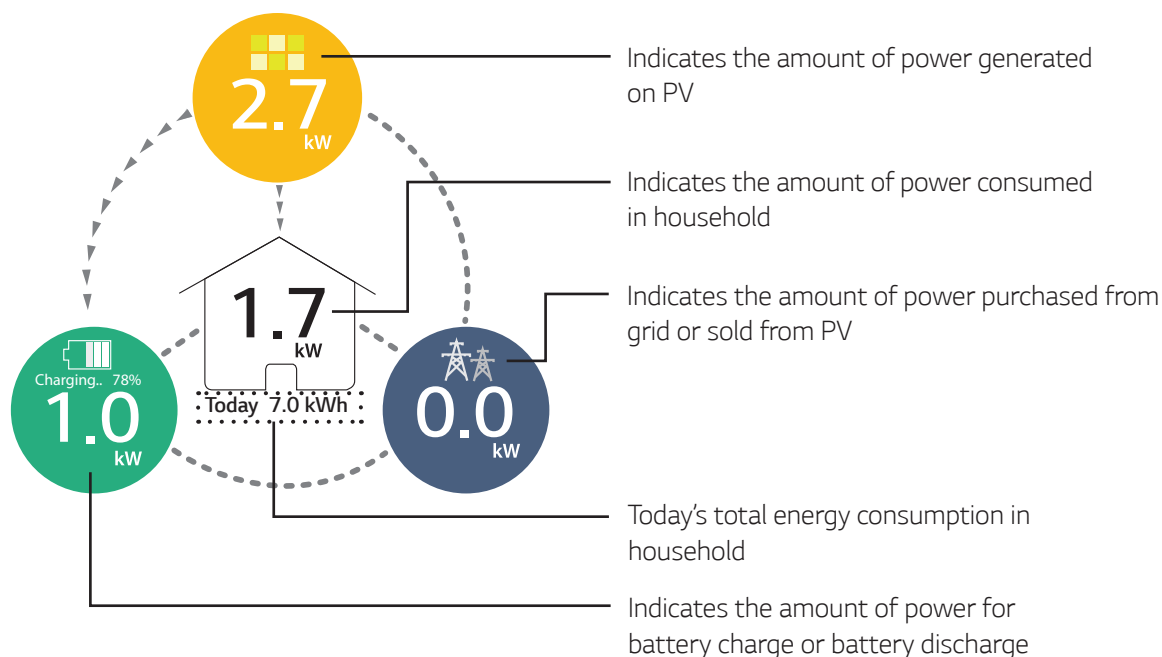 2.7
kW
Indicates the amount of power generated
on PV
Indicates the amount of power consumed
in household
1.7
kW
Indicates the amount of power purchased from
grid or sold from PV
Charging.. 78%
1.0
kW
Today 7.0 kWh
0.0
kW
Today's total energy consumption in
household
Indicates the amount of power for
battery charge or battery discharge